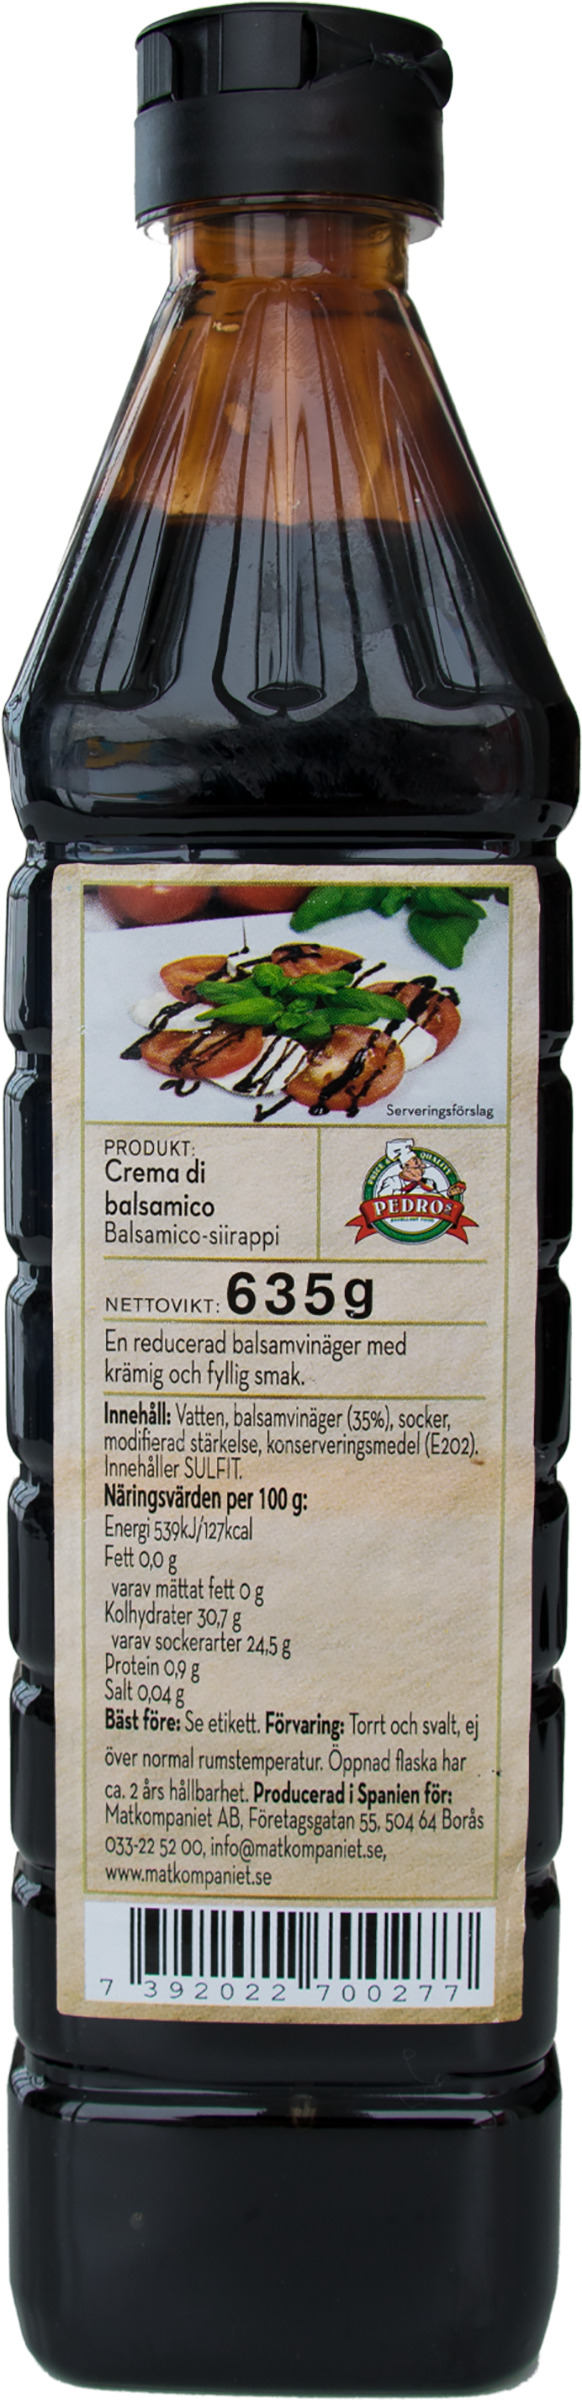 Serveringsförslag
PRODUKT:
Crema di
balsamico
Balsamico-siirappi
PRICE & QUALITY
PEDROs
EXCELLENT FOOD
NETTOVIKT: 635g
En reducerad balsamvinäger med
krämig och fyllig smak.
Innehåll: Vatten, balsamvinäger (35%), socker,
modifierad stärkelse, konserveringsmedel (E202).
Innehåller SULFIT.
Näringsvärden per 100 g:
Energi 539kJ/127kcal
Fett 0,0 g
varav mättat fett 0 g
Kolhydrater 30,7 g
varav sockerarter 24,5 g
Protein 0,9 g
Salt 0,04 g
Bäst före: Se etikett. Förvaring: Torrt och svalt, ej
över normal rumstemperatur. Öppnad flaska har
ca. 2 års hållbarhet. Producerad i Spanien för:
Matkompaniet AB, Företagsgatan 55, 504 64 Borås
033-22 52 00, info@matkompaniet.se,
www.matkompaniet.se
7 392022 700277